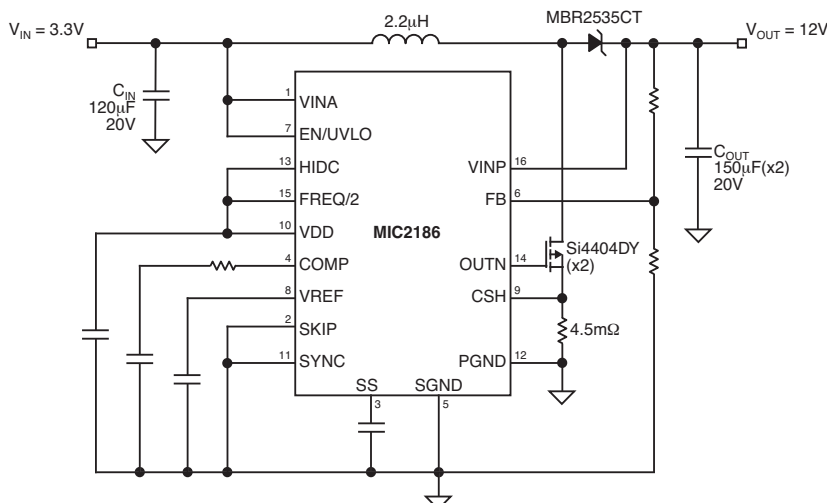 2.2µH
MBR2535CT
V_IN = 3.3V
V_OUT = 12V
C_IN
120µF
20V
1
VINA
7
EN/UVLO
13
HIDC
15
FREQ/2
10
VDD
4
COMP
8
VREF
2
SKIP
11
SYNC
MIC2186
VINP
16
FB
6
OUTN
14
CSH
9
PGND
12
SS
3
SGND
5
Si4404DY
(x2)
4.5mΩ
C_OUT
150µF(x2)
20V